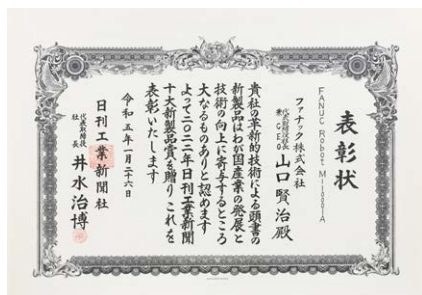 表彰状
FANUC Robot M-1000iA
ファナック株式会社
代表取締役社長
兼CEO
山口賢治殿
貴社の革新的技術による頭書の
新製品はわが国産業の発展と
技術の向上に寄与するところ
大なるものありと認めます
よって二〇二二年日刊工業新聞
十大新製品賞を贈りこれを
表彰いたします
令和五年一月二十六日
日刊工業新聞社
代表取締役
社長
井水治博